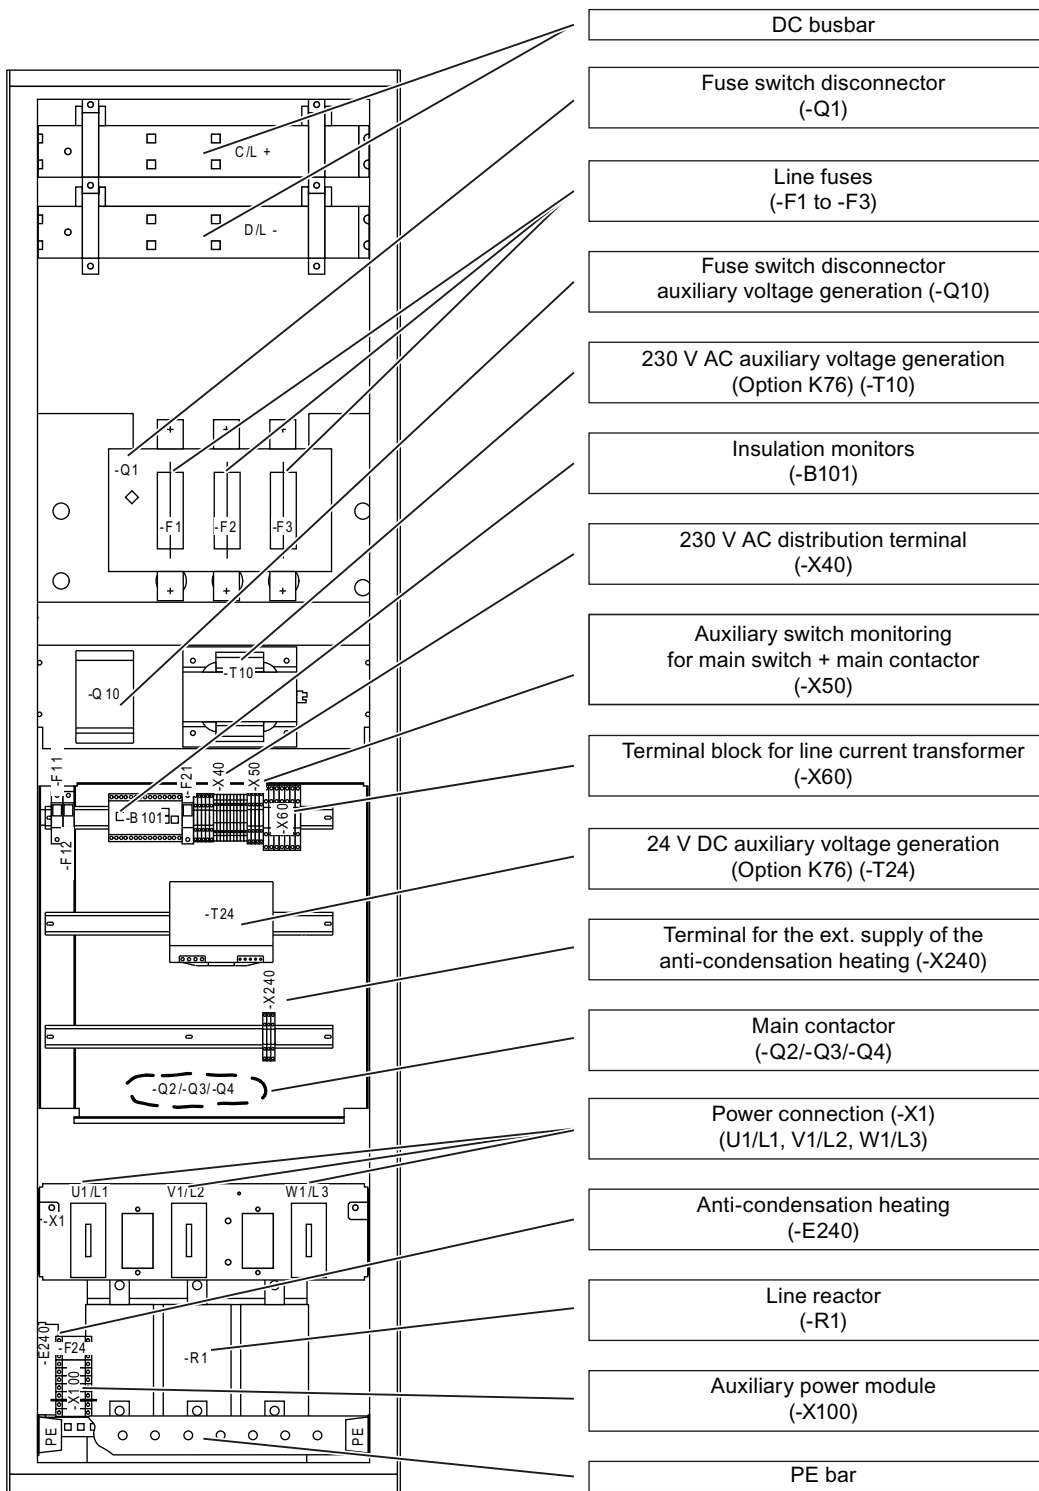 DC busbar
Fuse switch disconnector
(-Q1)
Line fuses
(-F1 to -F3)
Fuse switch disconnector
auxiliary voltage generation (-Q10)
230 V AC auxiliary voltage generation
(Option K76) (-T10)
Insulation monitors
(-B101)
230 V AC distribution terminal
(-X40)
Auxiliary switch monitoring
for main switch + main contactor
(-X50)
Terminal block for line current transformer
(-X60)
24 V DC auxiliary voltage generation
(Option K76) (-T24)
Terminal for the ext. supply of the
anti-condensation heating (-X240)
Main contactor
(-Q2/-Q3/-Q4)
Power connection (-X1)
(U1/L1, V1/L2, W1/L3)
Anti-condensation heating
(-E240)
Line reactor
(-R1)
Auxiliary power module
(-X100)
PE bar
C/L +
D/L -
-Q1
-F1
-F2
-F3
-Q10
-T10
-F11
-F12
-B101
-F21
-X40
-X50
-X60
-T24
-X240
-Q2/-Q3/-Q4
U1/L1
V1/L2
W1/L3
-X1
-E240
-F24
-X100
-R1
PE
PE